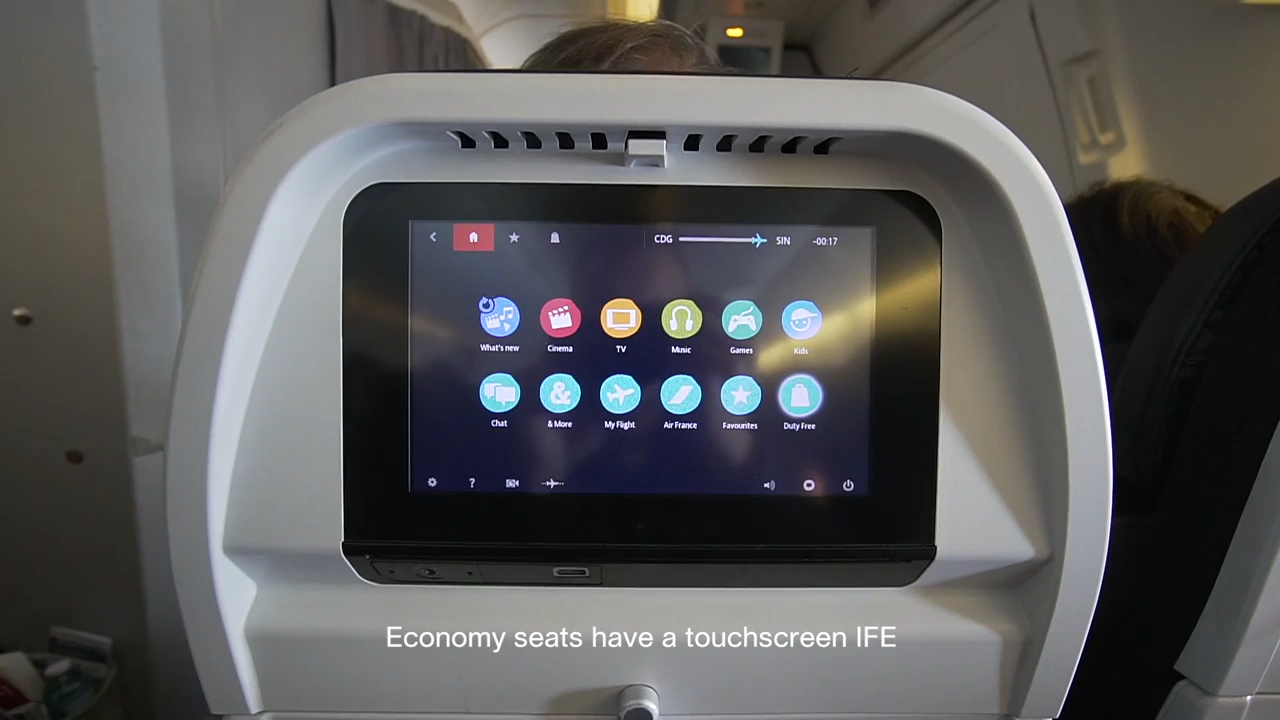 CDG SIN -00:17
What's new Cinema TV Music Games Kids
Chat & More My Flight Air France Favourites Duty Free
?
Economy seats have a touchscreen IFE